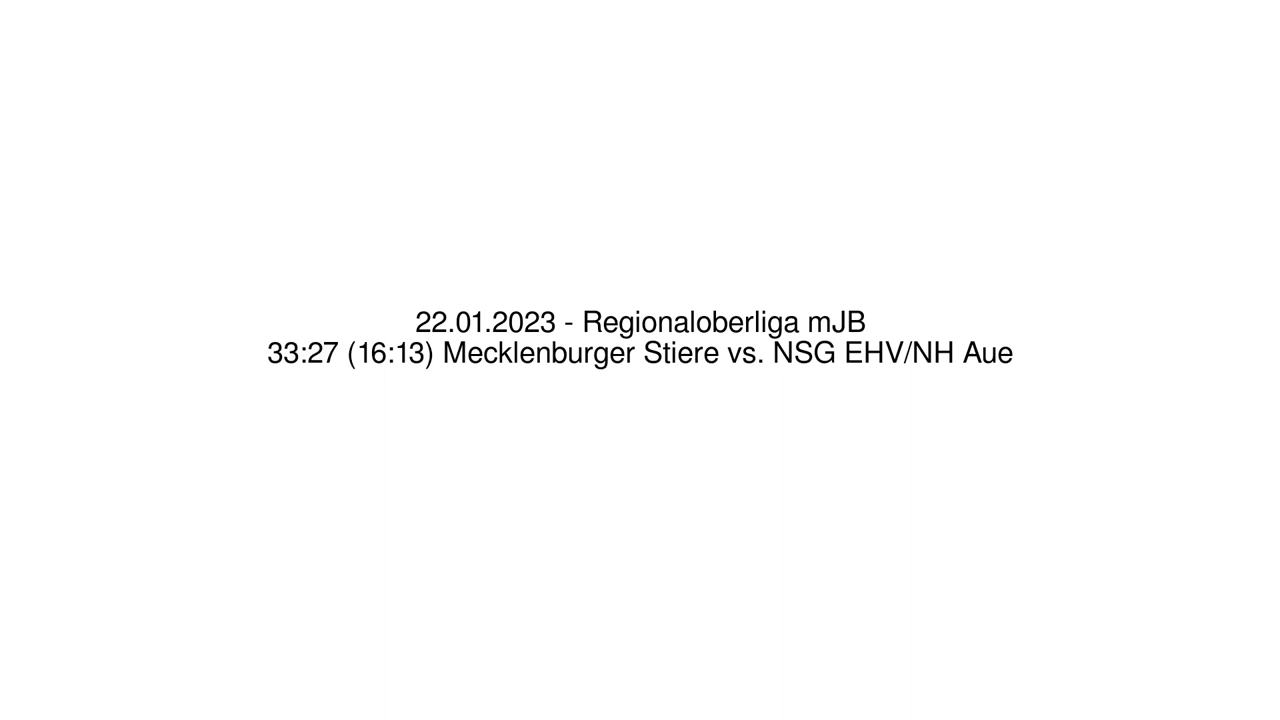 22.01.2023 - Regionaloberliga mJB
33:27 (16:13) Mecklenburger Stiere vs. NSG EHV/NH Aue